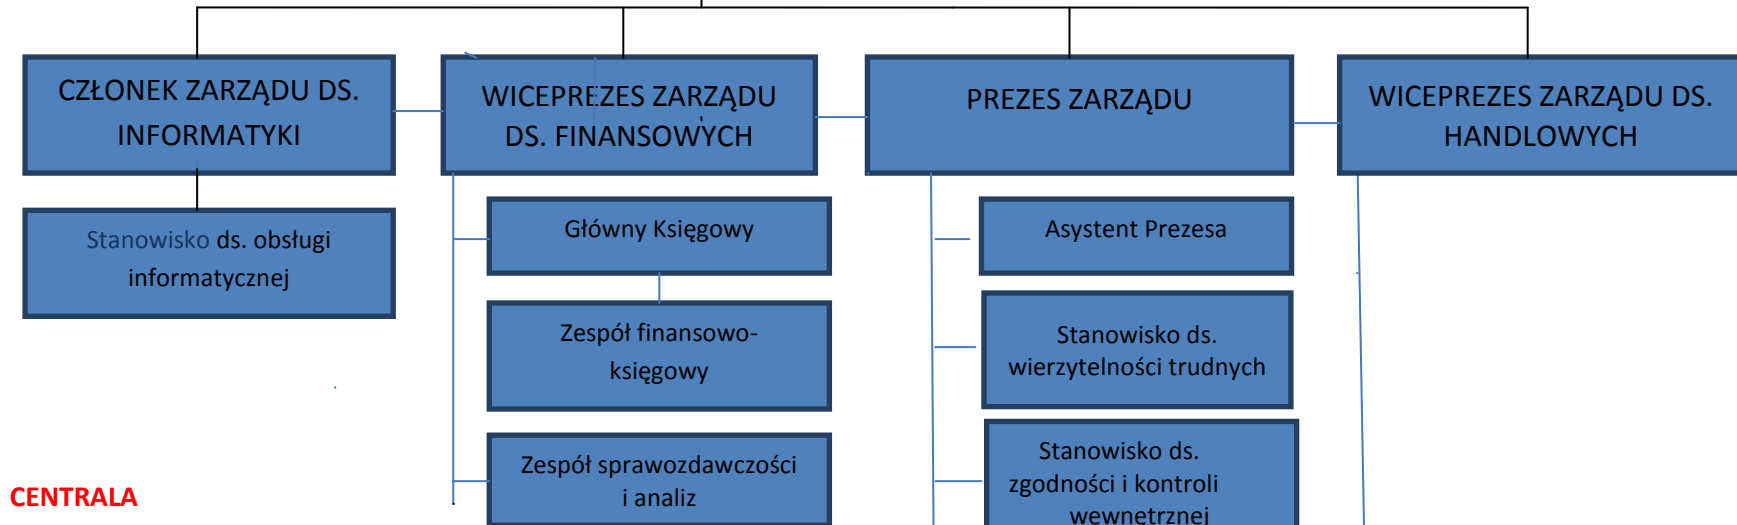 CZŁONEK ZARZĄDU DS.
INFORMATYKI
WICEPREZES ZARZĄDU
DS. FINANSOWYCH
PREZES ZARZĄDU
WICEPREZES ZARZĄDU DS.
HANDLOWYCH
Stanowisko ds. obsługi
informatycznej
Główny Księgowy
Asystent Prezesa
Zespół finansowo-
księgowy
Stanowisko ds.
wierzytelności trudnych
Zespół sprawozdawczości
i analiz
Stanowisko ds.
zgodności i kontroli
wewnętrznej
CENTRALA